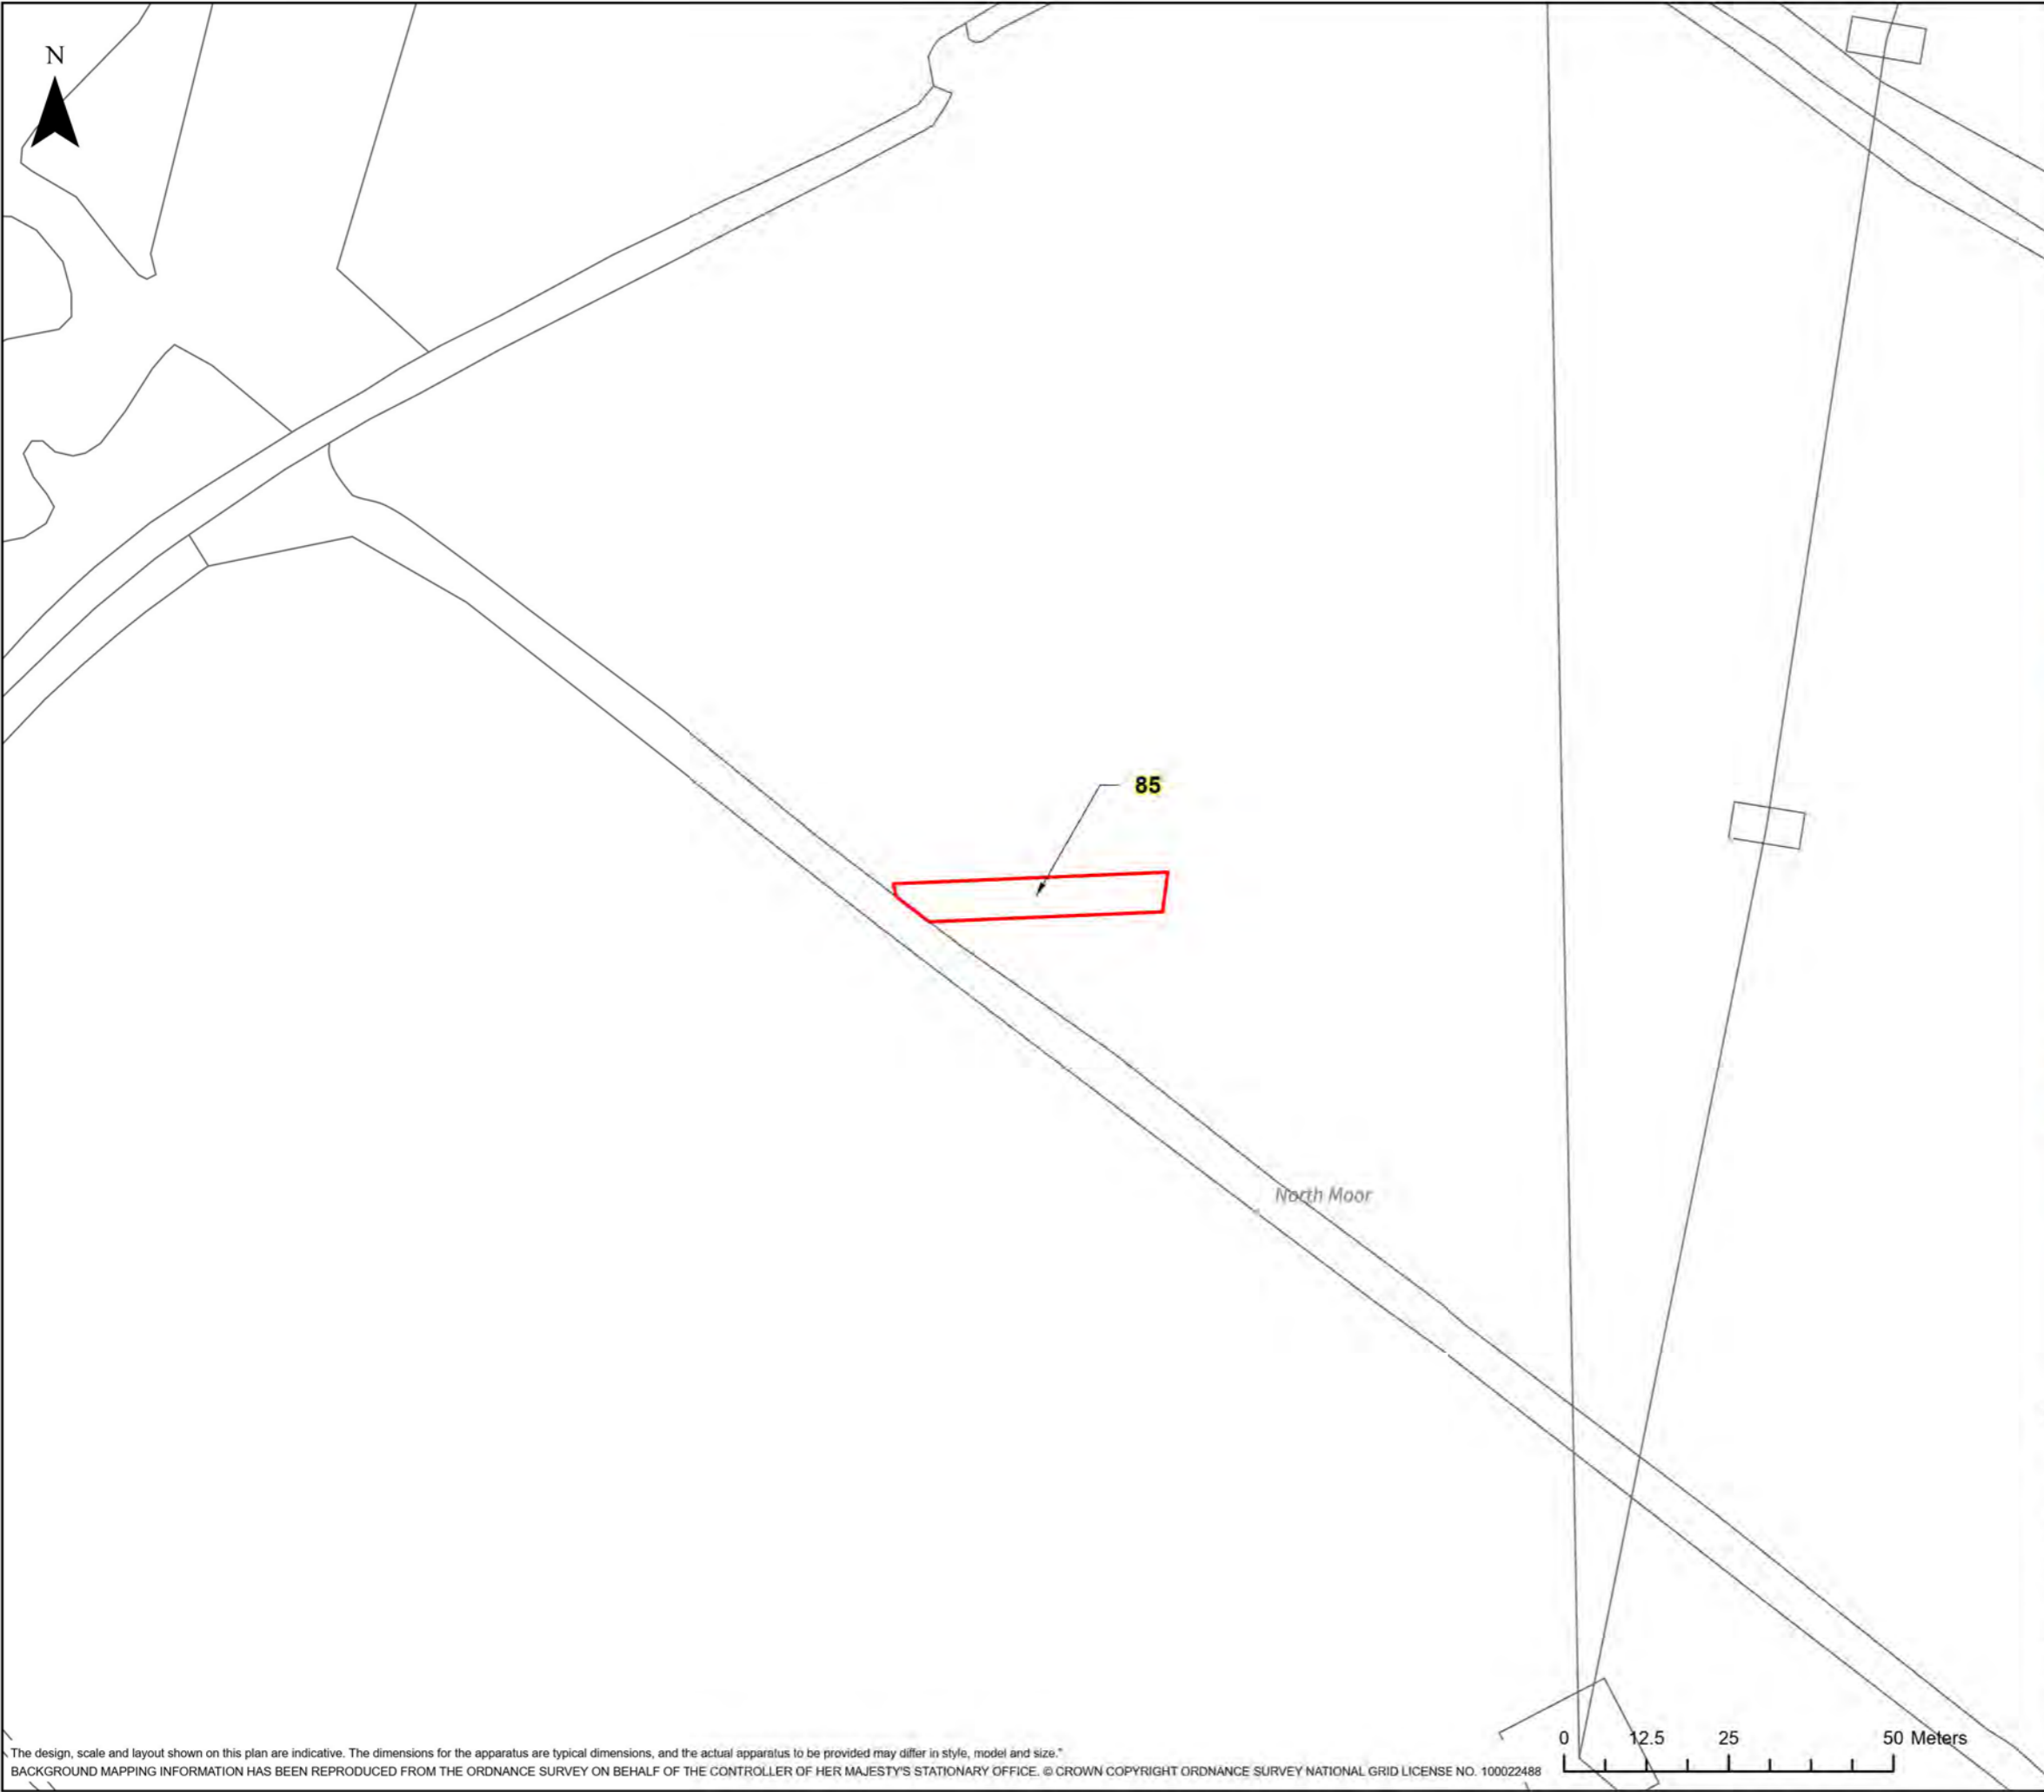 N
85
North Moor
0 12.5 25 50 Meters
The design, scale and layout shown on this plan are indicative. The dimensions for the apparatus are typical dimensions, and the actual apparatus to be provided may differ in style, model and size."
BACKGROUND MAPPING INFORMATION HAS BEEN REPRODUCED FROM THE ORDNANCE SURVEY ON BEHALF OF THE CONTROLLER OF HER MAJESTY'S STATIONARY OFFICE. © CROWN COPYRIGHT ORDNANCE SURVEY NATIONAL GRID LICENSE NO. 100022488